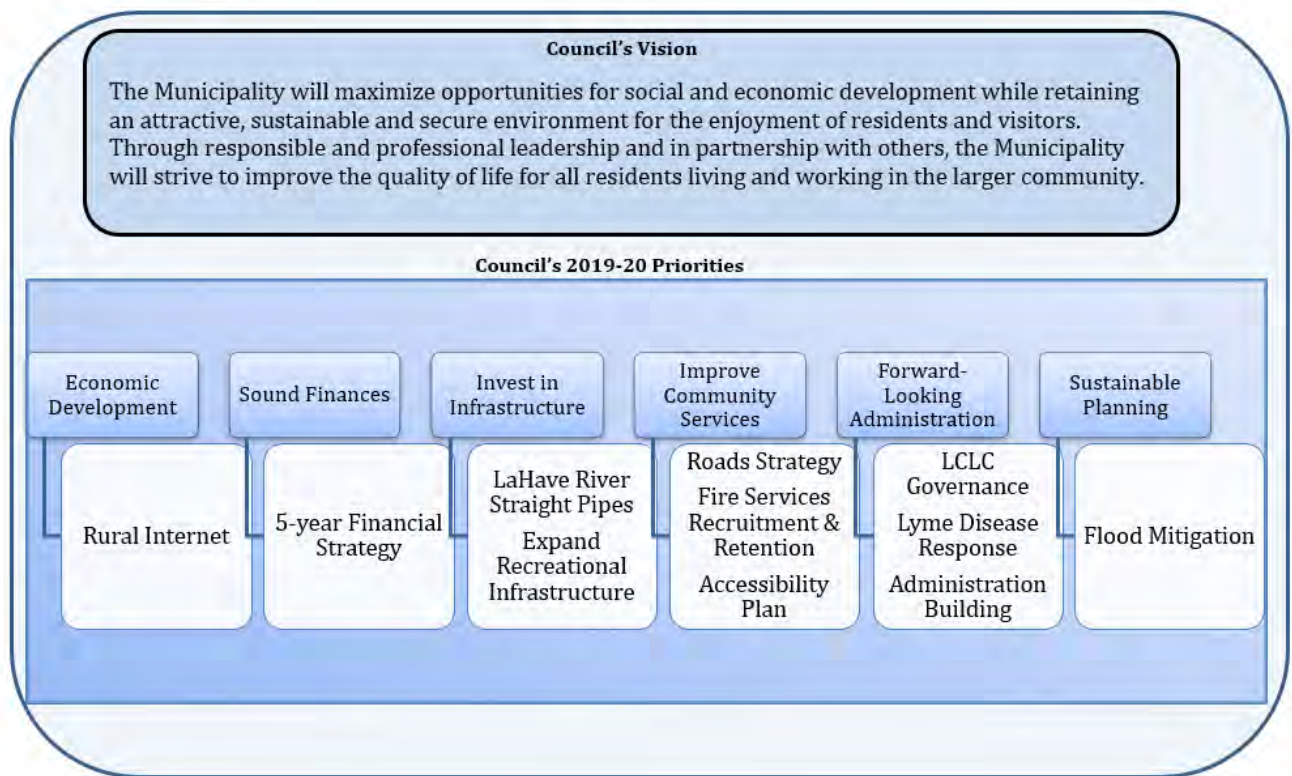 Council's Vision
The Municipality will maximize opportunities for social and economic development while retaining
an attractive, sustainable and secure environment for the enjoyment of residents and visitors.
Through responsible and professional leadership and in partnership with others, the Municipality
will strive to improve the quality of life for all residents living and working in the larger community.
Council's 2019-20 Priorities
Economic
Development
Rural Internet
Sound Finances
5-year Financial
Strategy
Invest in
Infrastructure
LaHave River
Straight Pipes
Expand
Recreational
Infrastructure
Improve
Community
Services
Roads Strategy
Fire Services
Recruitment &
Retention
Accessibility
Plan
Forward-
Looking
Administration
LCLC
Governance
Lyme Disease
Response
Administration
Building
Sustainable
Planning
Flood Mitigation